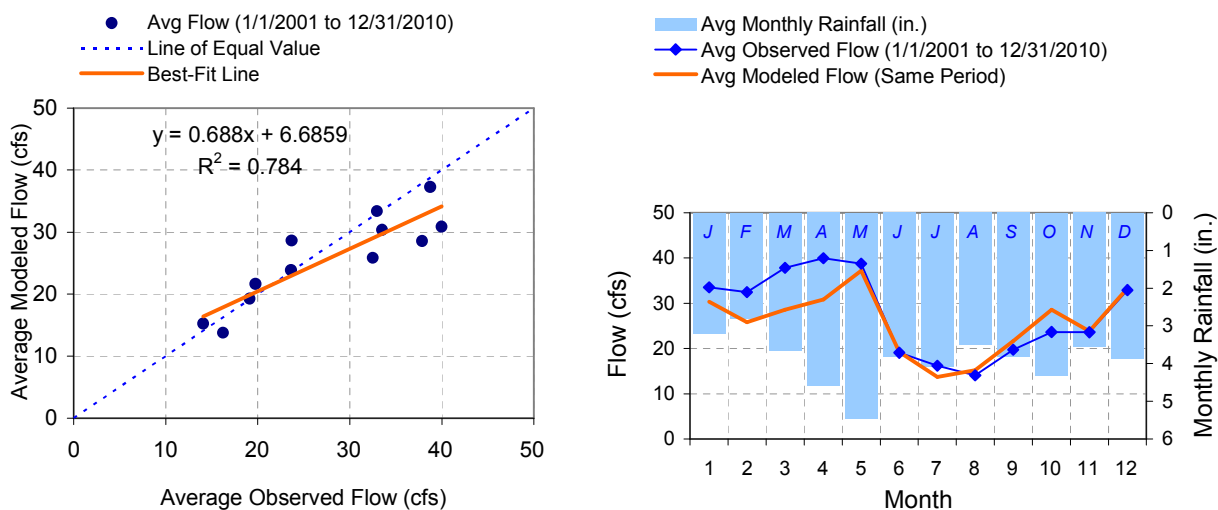 Avg Flow (1/1/2001 to 12/31/2010)
Line of Equal Value
Best-Fit Line
y = 0.688x + 6.6859
R² = 0.784
Average Modeled Flow (cfs)
50
40
30
20
10
0
0 10 20 30 40 50
Average Observed Flow (cfs)
Avg Monthly Rainfall (in.)
Avg Observed Flow (1/1/2001 to 12/31/2010)
Avg Modeled Flow (Same Period)
J F M A M J J A S O N D
Flow (cfs)
50
40
30
20
10
0
0
1
2
3
4
5
6
Monthly Rainfall (in.)
1 2 3 4 5 6 7 8 9 10 11 12
Month